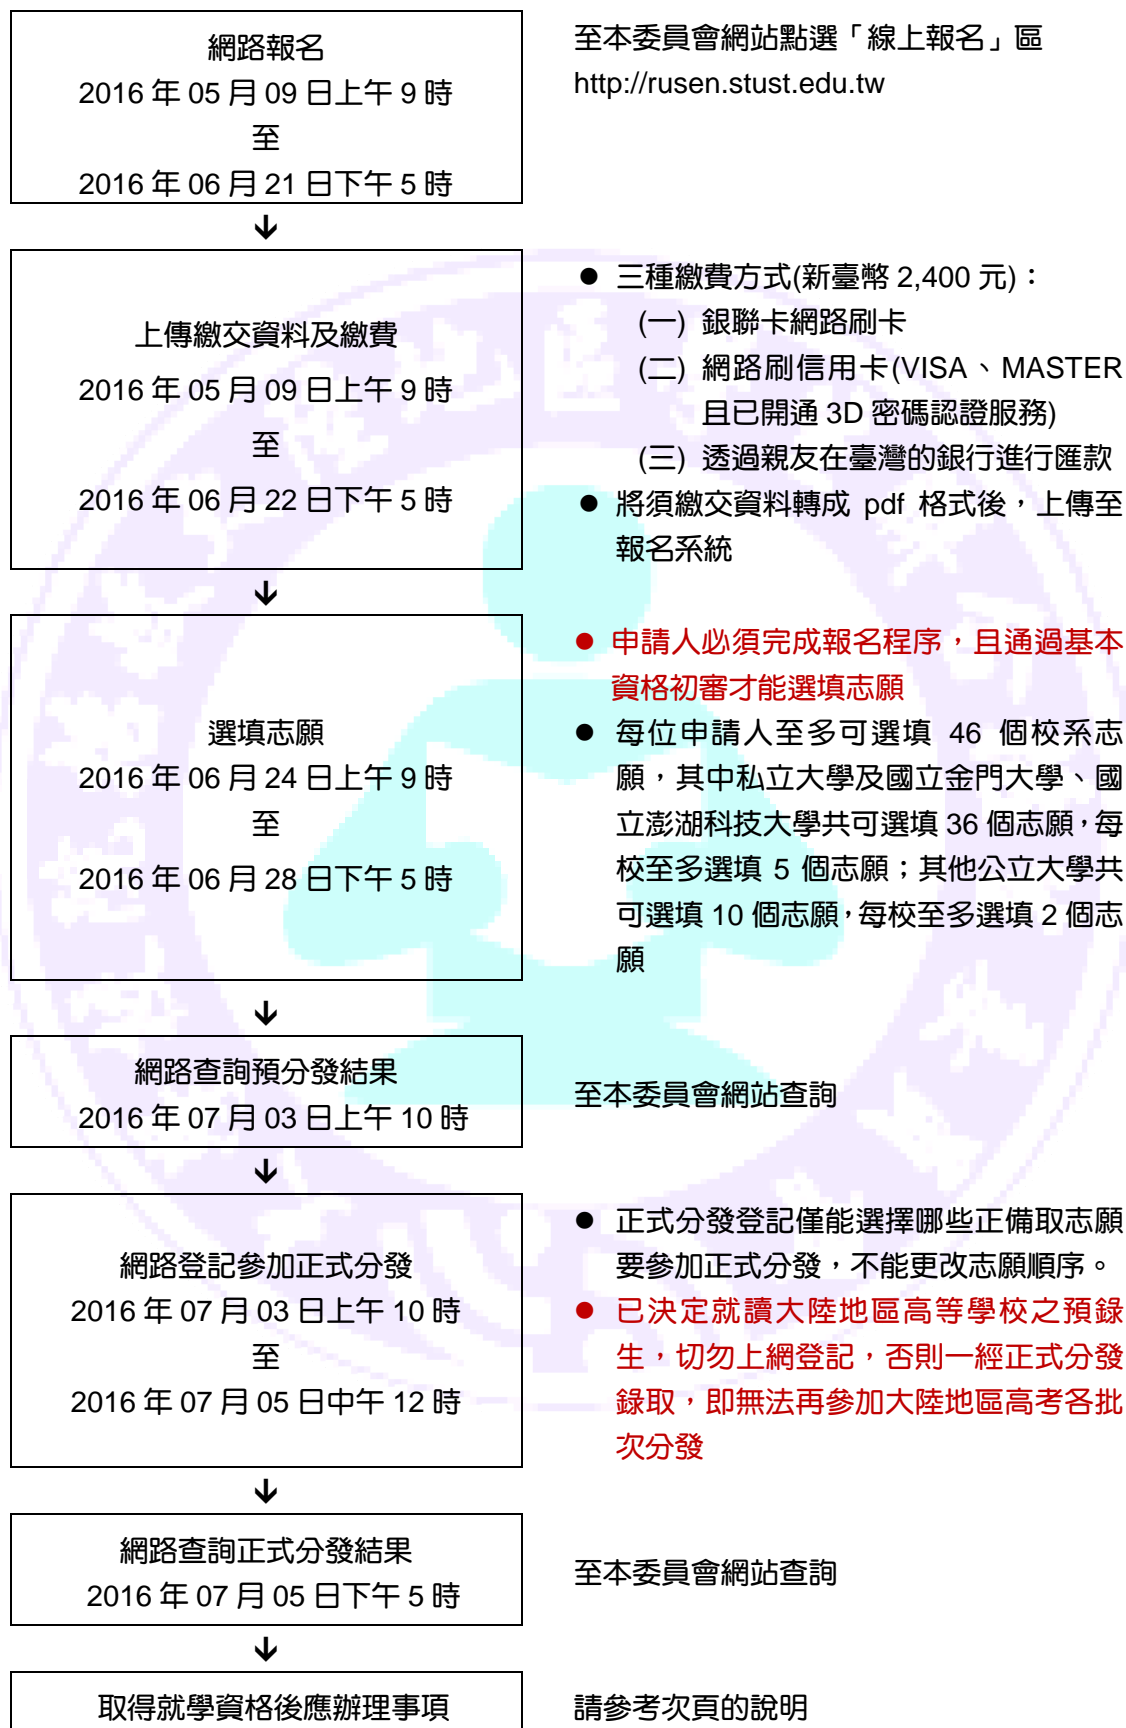 網路報名
2016 年 05 月 09 日上午 9 時
至
2016 年 06 月 21 日下午 5 時
至本委員會網站點選「線上報名」區
http://rusen.stust.edu.tw
↓
上傳繳交資料及繳費
2016 年 05 月 09 日上午 9 時
至
2016 年 06 月 22 日下午 5 時
● 三種繳費方式(新臺幣 2,400 元)：
(一) 銀聯卡網路刷卡
(二) 網路刷信用卡(VISA、MASTER
且已開通 3D 密碼認證服務)
(三) 透過親友在臺灣的銀行進行匯款
● 將須繳交資料轉成 pdf 格式後，上傳至
報名系統
↓
選填志願
2016 年 06 月 24 日上午 9 時
至
2016 年 06 月 28 日下午 5 時
● 申請人必須完成報名程序，且通過基本
資格初審才能選填志願
● 每位申請人至多可選填 46 個校系志
願，其中私立大學及國立金門大學、國
立澎湖科技大學共可選填 36 個志願，每
校至多選填 5 個志願；其他公立大學共
可選填 10 個志願，每校至多選填 2 個志
願
↓
網路查詢預分發結果
2016 年 07 月 03 日上午 10 時
至本委員會網站查詢
↓
網路登記參加正式分發
2016 年 07 月 03 日上午 10 時
至
2016 年 07 月 05 日中午 12 時
● 正式分發登記僅能選擇哪些正備取志願
要參加正式分發，不能更改志願順序。
● 已決定就讀大陸地區高等學校之預錄
生，切勿上網登記，否則一經正式分發
錄取，即無法再參加大陸地區高考各批
次分發
↓
網路查詢正式分發結果
2016 年 07 月 05 日下午 5 時
至本委員會網站查詢
↓
取得就學資格後應辦理事項
請參考次頁的說明